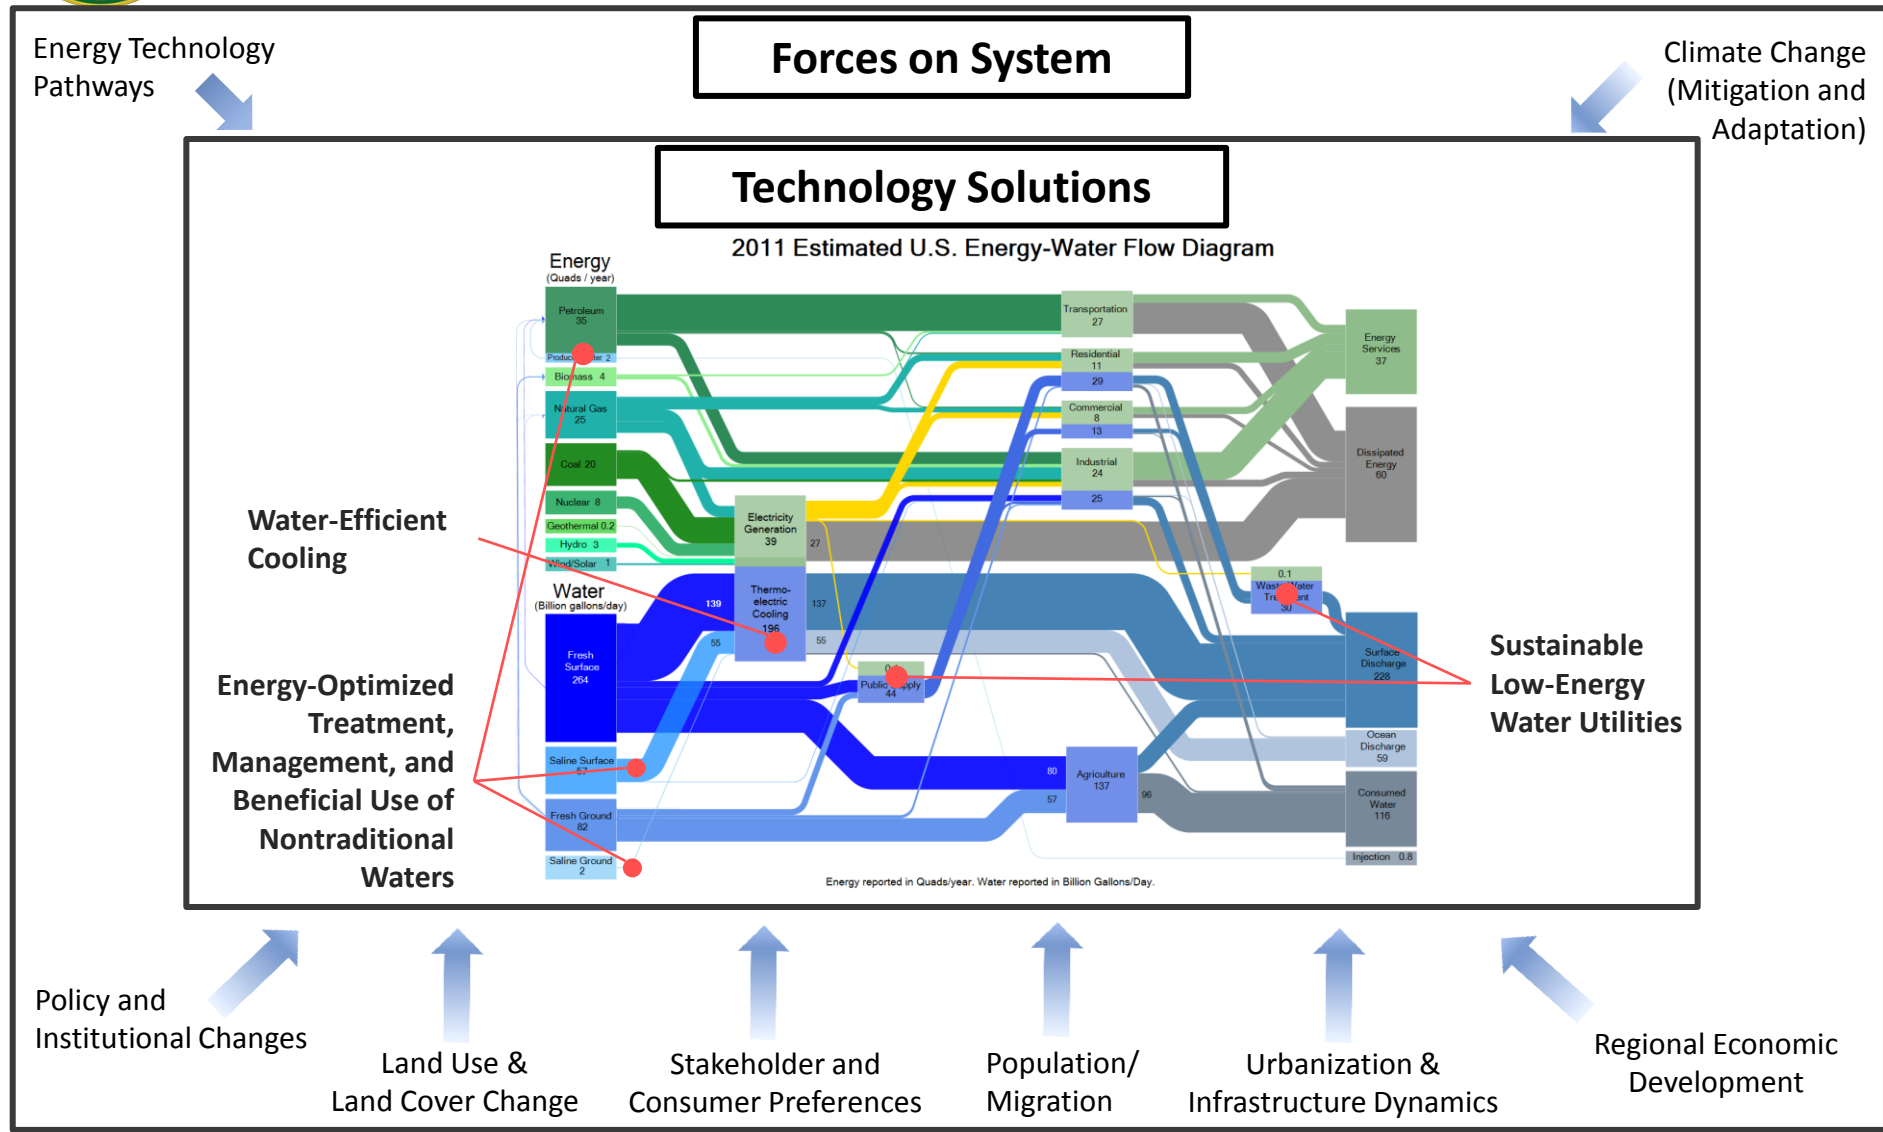 Forces on System
Energy Technology
Pathways
Climate Change
(Mitigation and
Adaptation)
Technology Solutions
2011 Estimated U.S. Energy-Water Flow Diagram
Energy
(Quads / year)
Petroleum
35
2
Biomass 4
Natural Gas
25
Coal 20
Nuclear 8
Geothermal 0.2
Hydro 3
Wind/Solar 1
Water
(Billion gallons/day)
Fresh
Surface
264
Saline Surface
57
Fresh Ground
82
Saline Ground
2
Electricity
Generation
39
27
Thermo-
electric
Cooling
196
139
55
137
55
Public Supply
44
Transportation
27
Residential
11
29
Commercial
8
13
Industrial
24
25
Agriculture
137
80
57
96
0.1
Waste Water
Treatment
30
Energy
Services
37
Dissipated
Energy
60
Surface
Discharge
228
Ocean
Discharge
59
Consumed
Water
116
Injection 0.8
Energy reported in Quads/year. Water reported in Billion Gallons/Day.
Water-Efficient
Cooling
Energy-Optimized
Treatment,
Management, and
Beneficial Use of
Nontraditional
Waters
Sustainable
Low-Energy
Water Utilities
Policy and
Institutional Changes
Land Use &
Land Cover Change
Stakeholder and
Consumer Preferences
Population/
Migration
Urbanization &
Infrastructure Dynamics
Regional Economic
Development